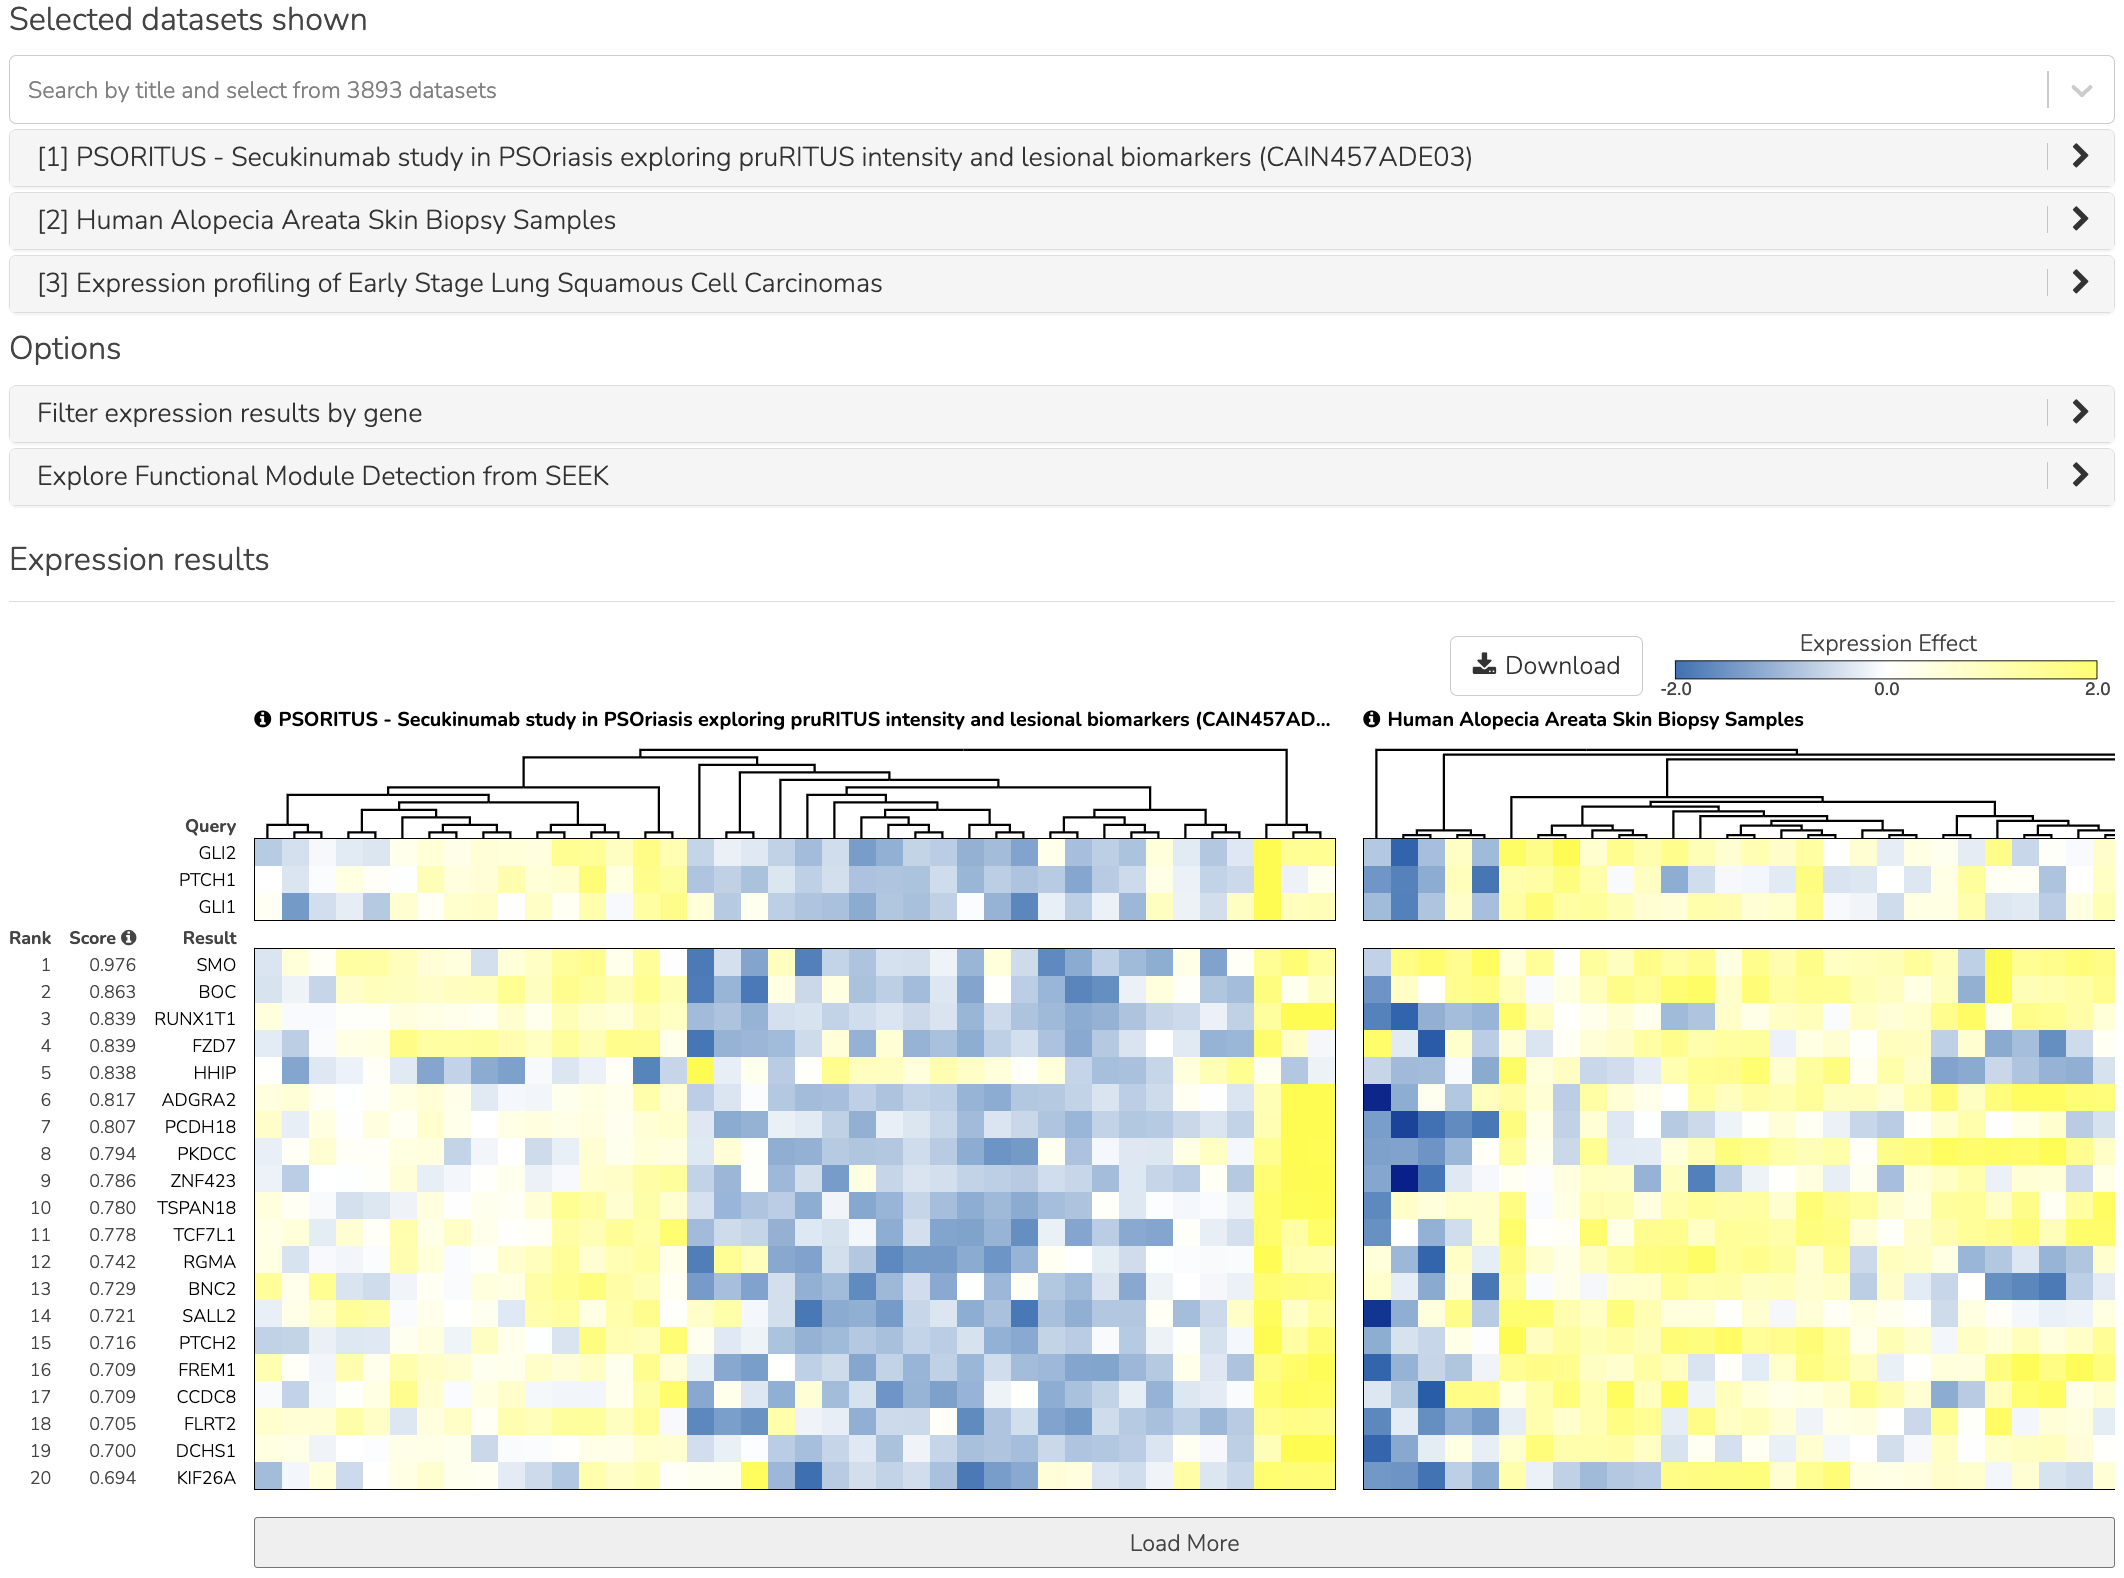 Selected datasets shown
Search by title and select from 3893 datasets
[1] PSORITUS - Secukinumab study in PSOriasis exploring pruRITUS intensity and lesional biomarkers (CAIN457ADE03)
[2] Human Alopecia Areata Skin Biopsy Samples
[3] Expression profiling of Early Stage Lung Squamous Cell Carcinomas
Options
Filter expression results by gene
Explore Functional Module Detection from SEEK
Expression results
Download
Expression Effect
-2.0 0.0 2.0
PSORITUS - Secukinumab study in PSOriasis exploring pruRITUS intensity and lesional biomarkers (CAIN457AD... Human Alopecia Areata Skin Biopsy Samples
Query
GLI2
PTCH1
GLI1
Rank Score Result
1 0.976 SMO
2 0.863 BOC
3 0.839 RUNX1T1
4 0.839 FZD7
5 0.838 HHIP
6 0.817 ADGRA2
7 0.807 PCDH18
8 0.794 PKDCC
9 0.786 ZNF423
10 0.780 TSPAN18
11 0.778 TCF7L1
12 0.742 RGMA
13 0.729 BNC2
14 0.721 SALL2
15 0.716 PTCH2
16 0.709 FREM1
17 0.709 CCDC8
18 0.705 FLRT2
19 0.700 DCHS1
20 0.694 KIF26A
Load More